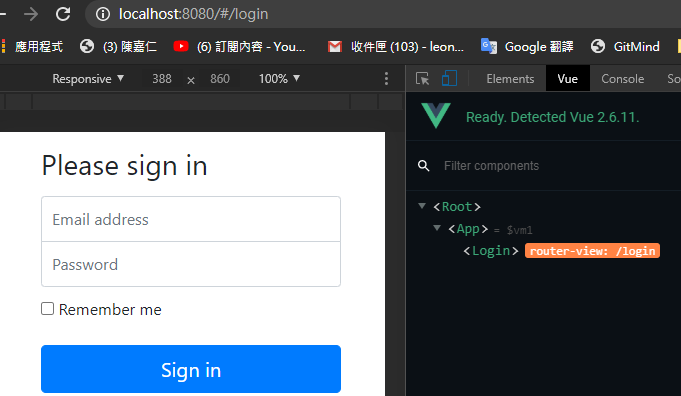 localhost:8080/#/login
應用程式 (3) 陳嘉仁 (6) 訂閱內容 - You... 收件匣 (103) - leon... Google 翻譯 GitMind
Responsive ▼ 388 × 860 100% ▼
Elements Vue Console So
Ready. Detected Vue 2.6.11.
Filter components
<Root>
<App> = $vm1
<Login> router-view: /login
Please sign in
Email address
Password
Remember me
Sign in